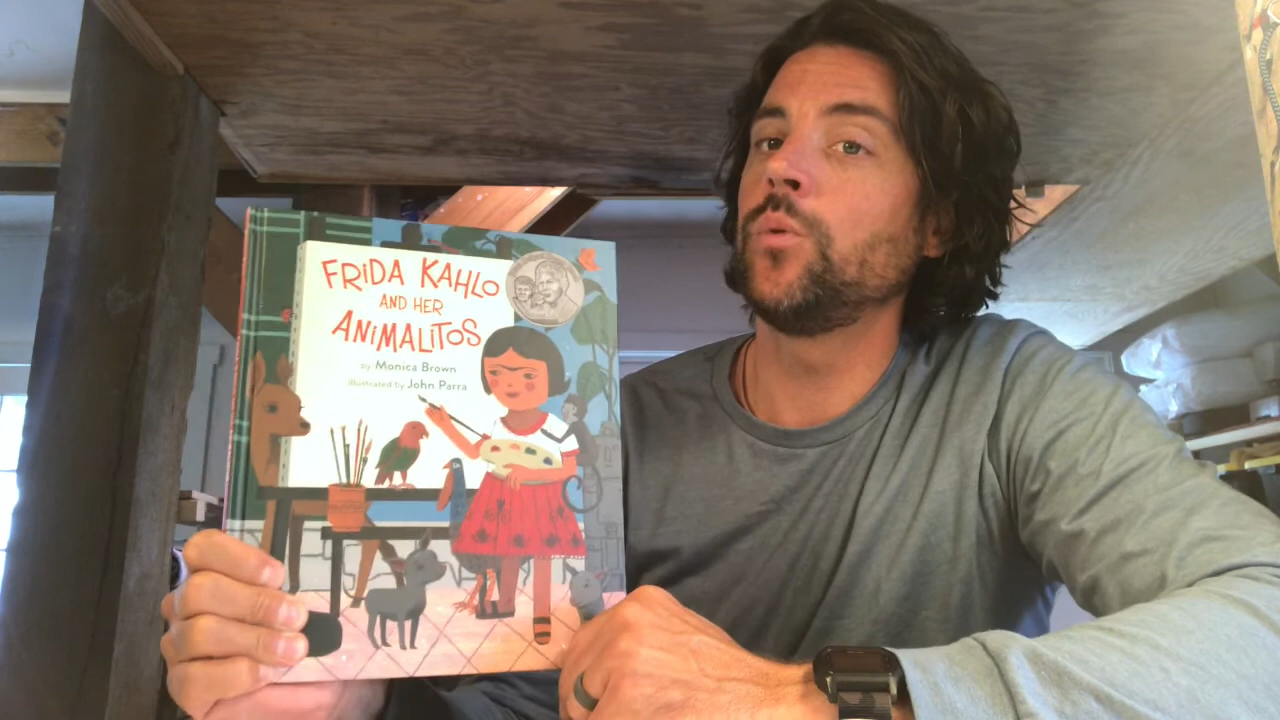 FRIDA KAHLO
AND HER
ANIMALITOS
by Monica Brown
illustrated by John Parra